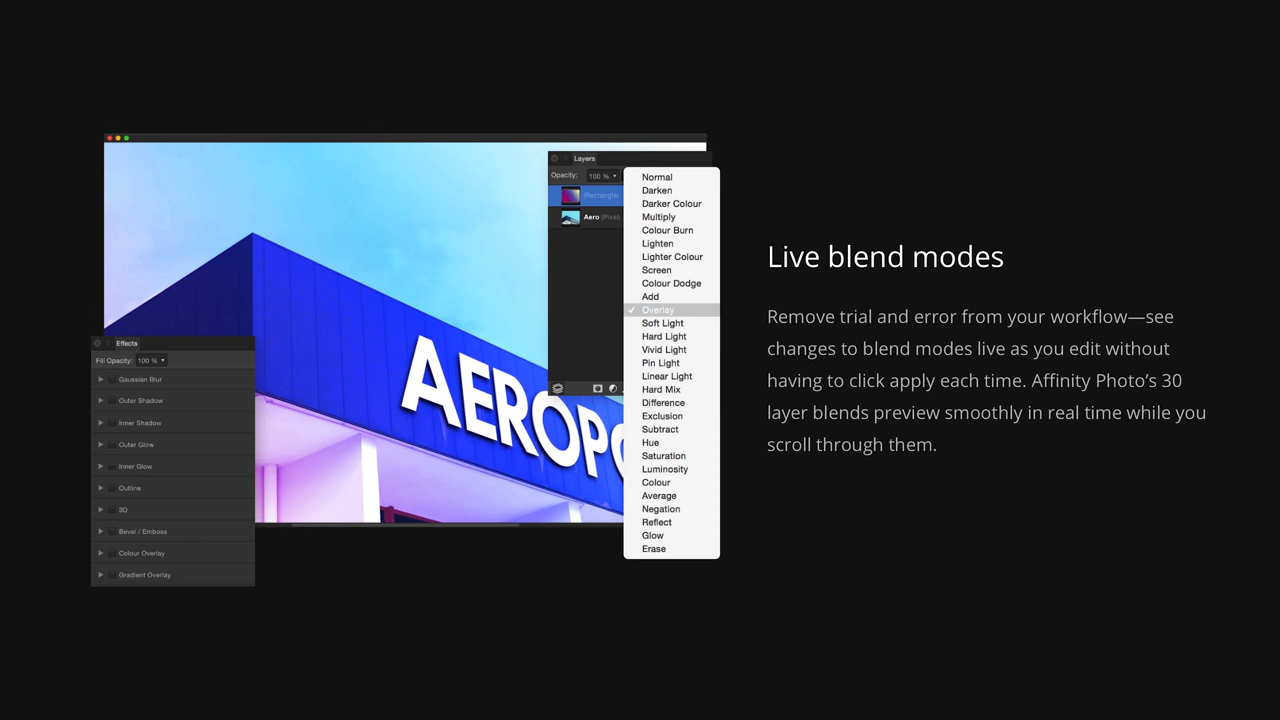 Layers
Opacity: 100 %
(Rectangle)
Aero (Pixel)
Normal
Darken
Darker Colour
Multiply
Colour Burn
Lighten
Lighter Colour
Screen
Colour Dodge
Add
✓ Overlay
Soft Light
Hard Light
Vivid Light
Pin Light
Linear Light
Hard Mix
Difference
Exclusion
Subtract
Hue
Saturation
Luminosity
Colour
Average
Negation
Reflect
Glow
Erase
AEROPO
Effects
Fill Opacity: 100 %
Gaussian Blur
Outer Shadow
Inner Shadow
Outer Glow
Inner Glow
Outline
3D
Bevel / Emboss
Colour Overlay
Gradient Overlay
Live blend modes
Remove trial and error from your workflow—see
changes to blend modes live as you edit without
having to click apply each time. Affinity Photo’s 30
layer blends preview smoothly in real time while you
scroll through them.